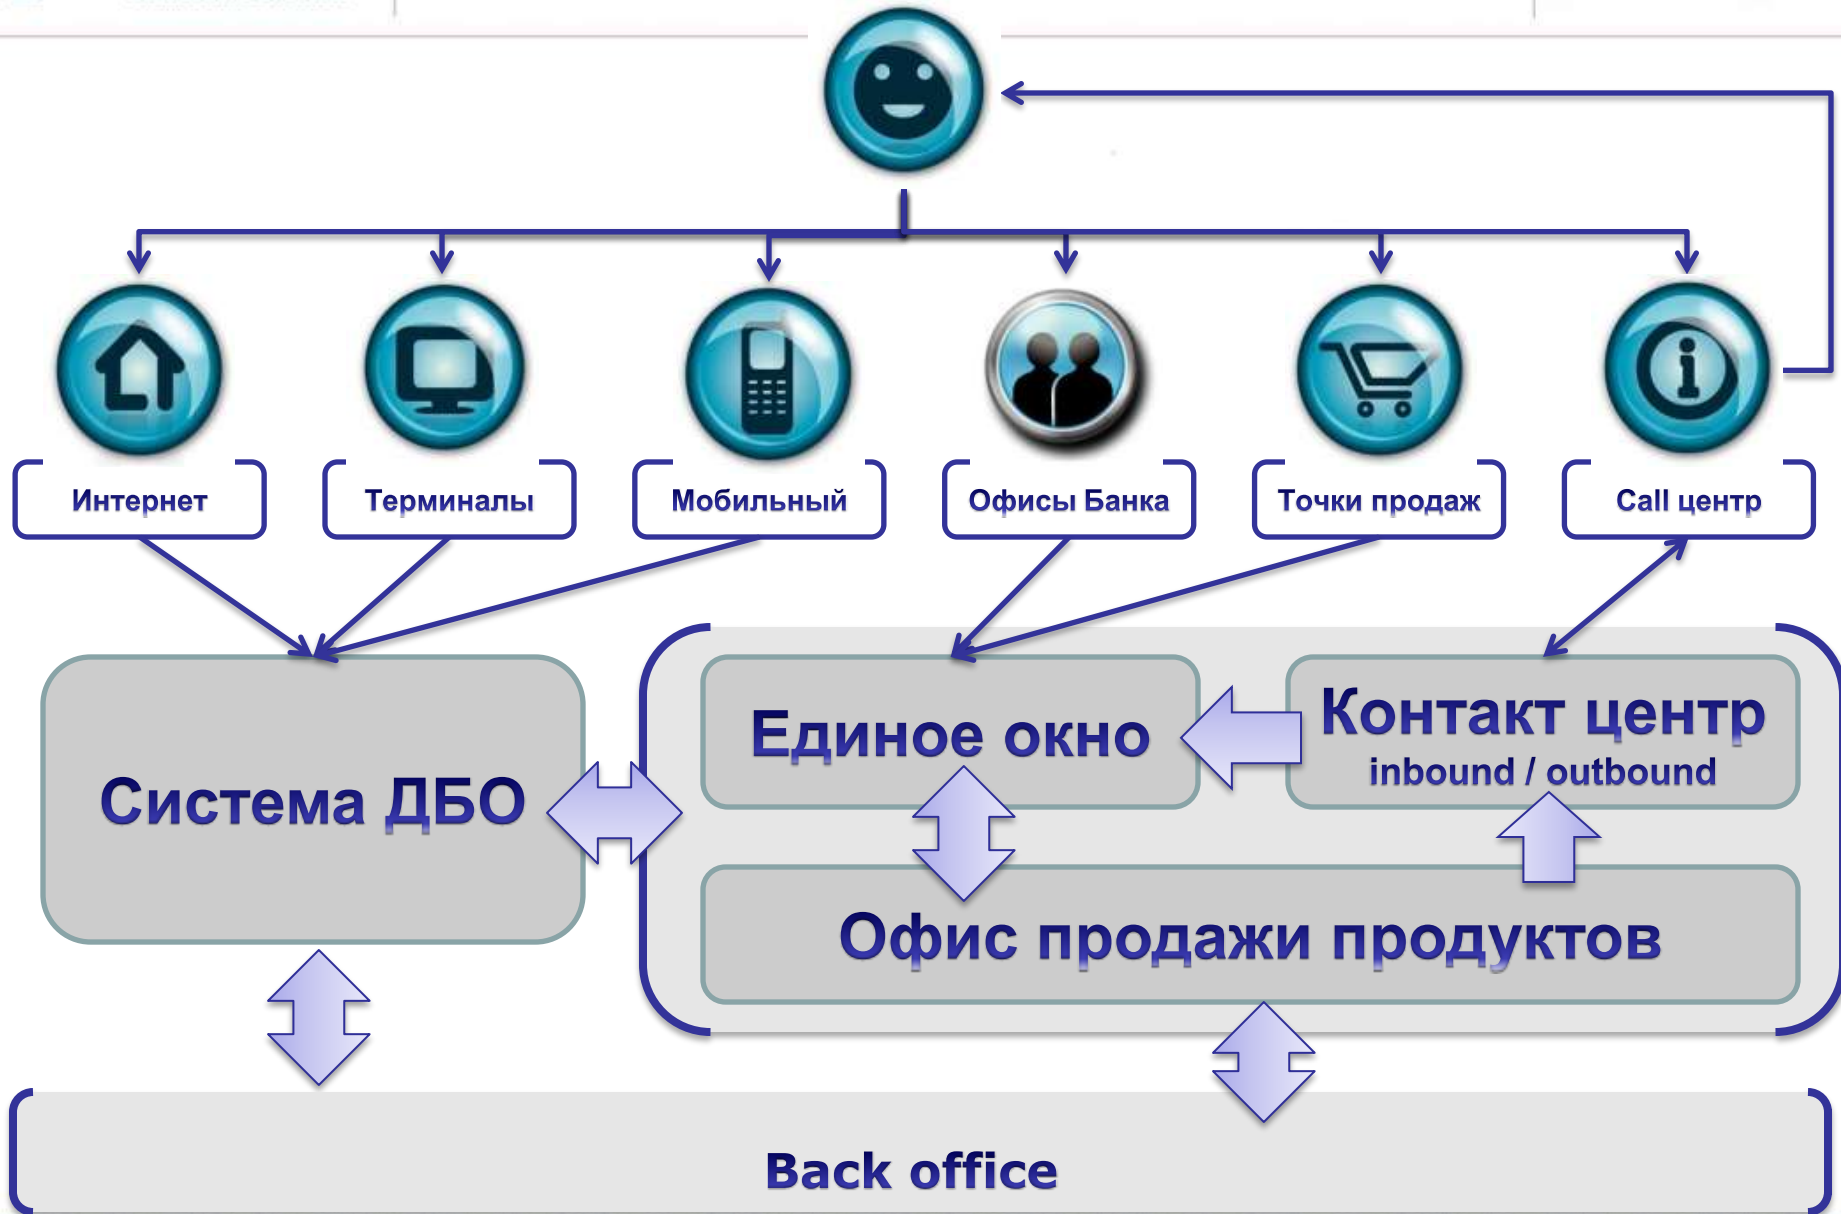 Интернет
Терминалы
Мобильный
Офисы Банка
Точки продаж
Call центр
Система ДБО
Единое окно
Контакт центр
inbound / outbound
Офис продажи продуктов
Back office